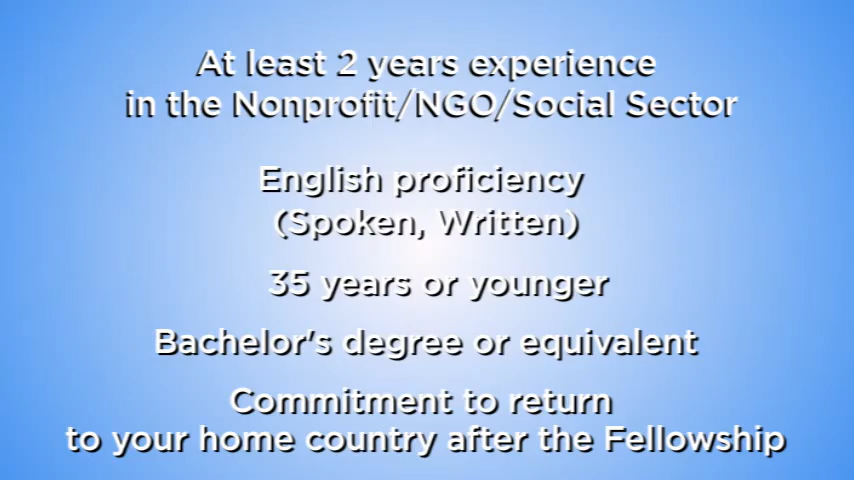 At least 2 years experience
in the Nonprofit/NGO/Social Sector
English proficiency
(Spoken, Written)
35 years or younger
Bachelor's degree or equivalent
Commitment to return
to your home country after the Fellowship